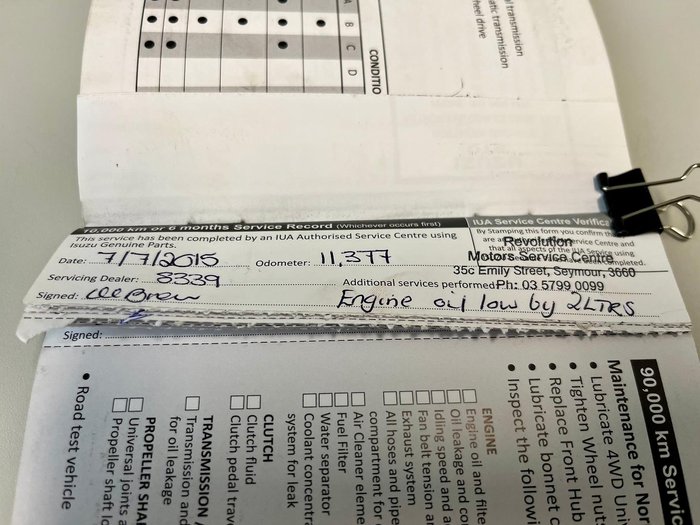 l transmission
atic transmission
heel drive
A
B
C
D
CONDITIO
10,000 km or 6 months Service Record (Whichever occurs first)
This service has been completed by an IUA Authorised Service Centre using
Isuzu Genuine Parts.
Date: 7/7/2015 Odometer: 11,377
Servicing Dealer: 3339
Additional services performed
Signed:
Engine oil low by 2LTRS
IUA Service Centre Verifica
By Stamping this form you confirm that
are a service Centre and
that all aspects of the IUA Service using
completed.
Revolution
Motors Service Centre
35c Emily Street, Seymour, 3660
Ph: 03 5799 0099
Signed:
90,000 km Servi
Maintenance for Nor
• Lubricate 4WD Uni
• Tighten Wheel nut
• Replace Front Hub
• Lubricate bonnet c
• Inspect the followi
ENGINE
Engine oil and filte
Oil leakage and co
Idling speed and a
Fan belt tension an
Exhaust system
All hoses and pipe
compartment for
Air Cleaner eleme
Fuel Filter
Water separator
Coolant concentra
system for leak
CLUTCH
Clutch fluid
Clutch pedal trave
TRANSMISSION
Transmission and
for oil leakage
PROPELLER SHA
Universal joints a
Propeller shaft lo
• Road test vehicle